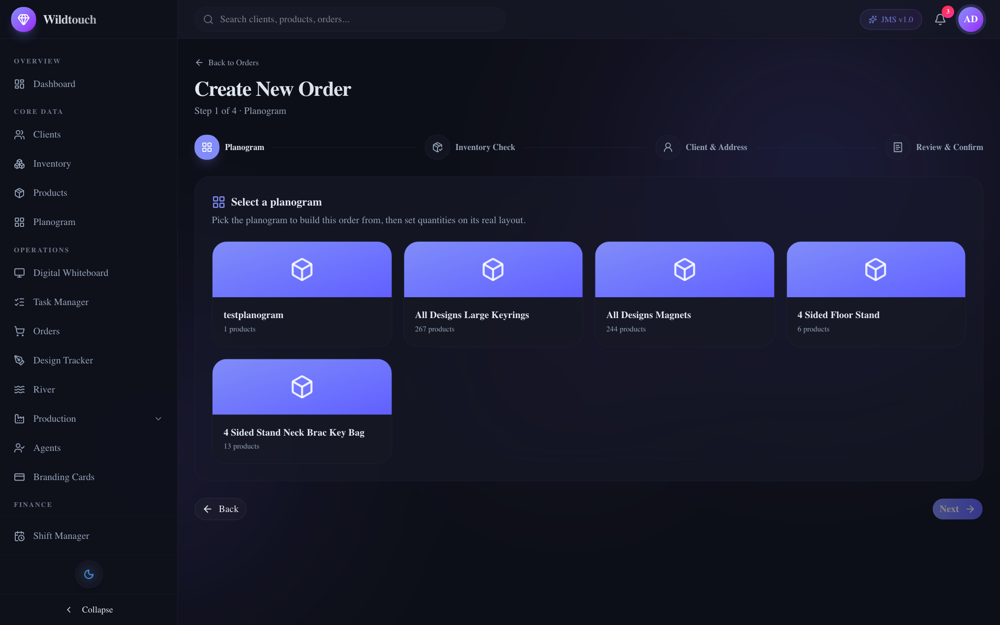 Wildtouch
Search clients, products, orders...
JMS v1.0
3
AD
OVERVIEW
Dashboard
CORE DATA
Clients
Inventory
Products
Planogram
OPERATIONS
Digital Whiteboard
Task Manager
Orders
Design Tracker
River
Production
Agents
Branding Cards
FINANCE
Shift Manager
Collapse
Back to Orders
Create New Order
Step 1 of 4 · Planogram
Planogram
Inventory Check
Client & Address
Review & Confirm
Select a planogram
Pick the planogram to build this order from, then set quantities on its real layout.
testplanogram
1 products
All Designs Large Keyrings
267 products
All Designs Magnets
244 products
4 Sided Floor Stand
6 products
4 Sided Stand Neck Brac Key Bag
13 products
Back
Next